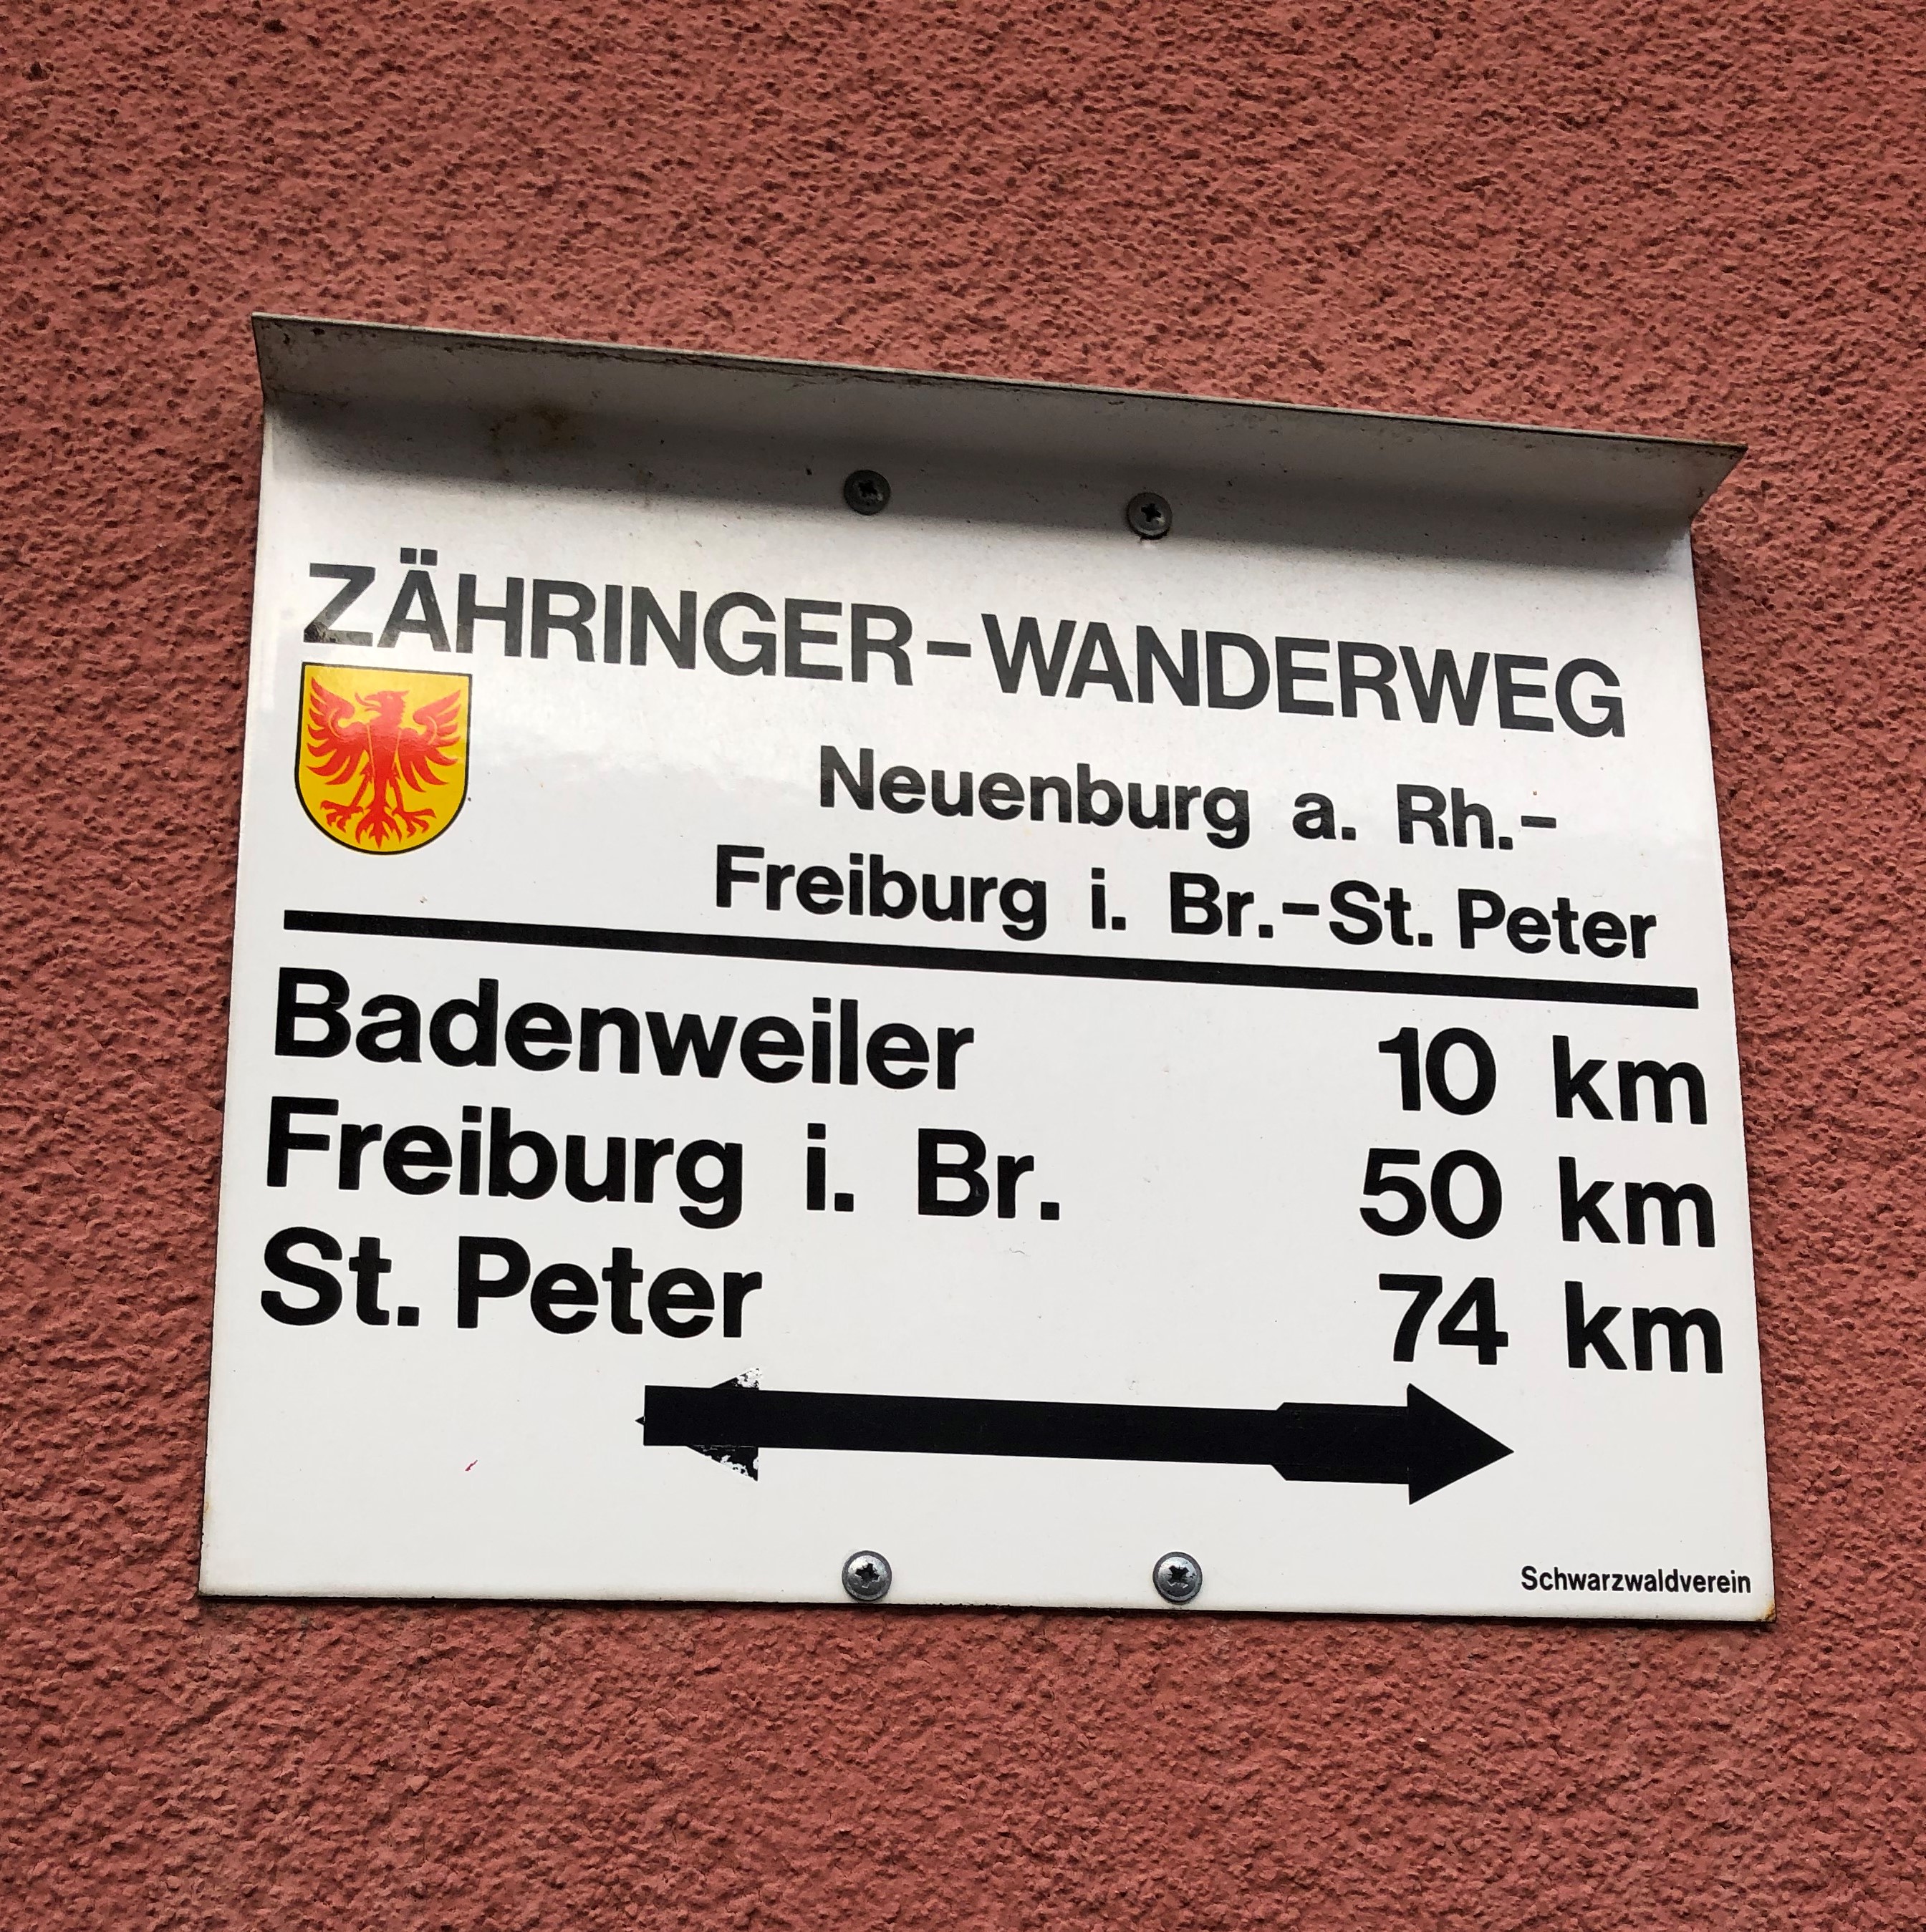 ZÄHRINGER-WANDERWEG
Neuenburg a. Rh.-
Freiburg i. Br.-St. Peter
Badenweiler 10 km
Freiburg i. Br. 50 km
St. Peter 74 km
Schwarzwaldverein